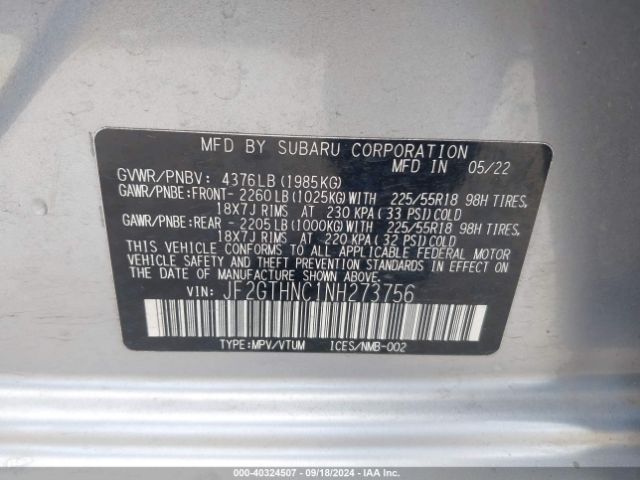 MFD BY SUBARU CORPORATION
MFD IN 05/22
GVWR/PNBV: 4376LB (1985KG)
GAWR/PNBE:FRONT-2260LB(1025KG)WITH 225/55R18 98H TIRES,
18X7J RIMS AT 230 KPA(33 PSI)COLD
GAWR/PNBE:REAR -2205LB(1000KG)WITH 225/55R18 98H TIRES,
18X7J RIMS AT 220 KPA(32 PSI)COLD
THIS VEHICLE CONFORMS TO ALL APPLICABLE FEDERAL MOTOR
VEHICLE SAFETY, BUMPER, AND THEFT PREVENTION STANDARDS
IN EFFECT ON THE DATE OF MANUFACTURE SHOWN ABOVE.
VIN: JF2GTHNC1NH273756
TYPE:MPV/VTUM ICES/NMB-002
000-40324507 - 09/18/2024 - IAAI.COM